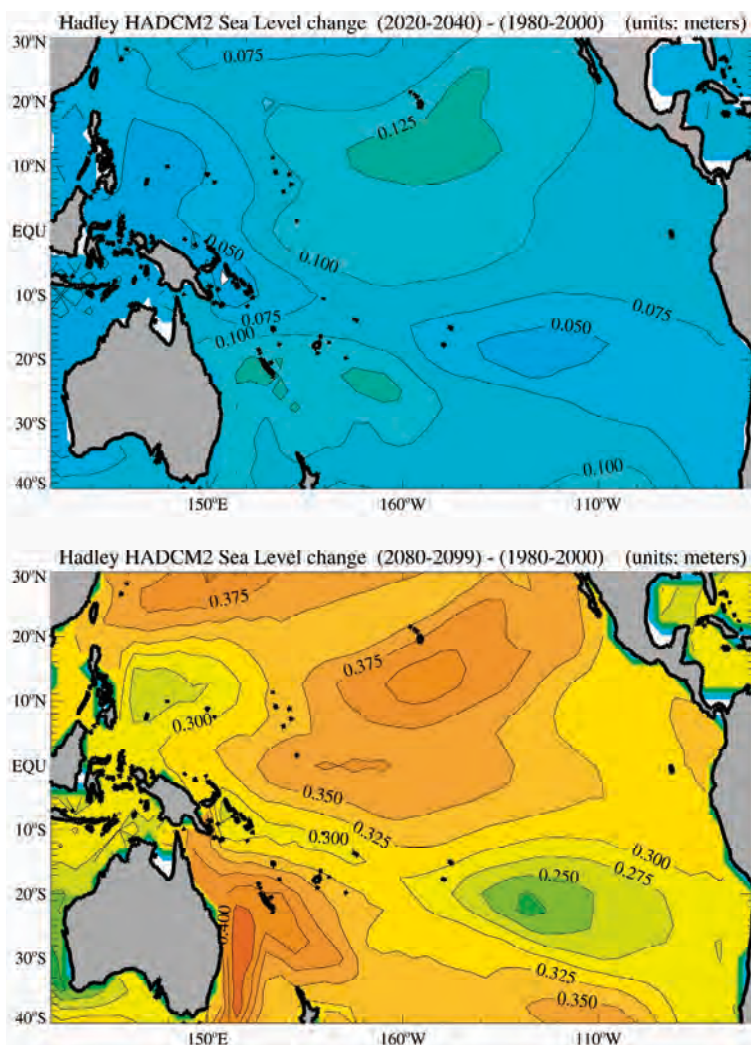 Hadley HADCM2 Sea Level change (2020-2040) - (1980-2000) (units: meters)
30°N
0.075
20°N
0.125
10°N
EQU
0.050
0.100
10°S
0.075
0.075
0.050
0.100
20°S
30°S
0.100
40°S
150°E 160°W 110°W
Hadley HADCM2 Sea Level change (2080-2099) - (1980-2000) (units: meters)
30°N
0.375
20°N
0.375
10°N
0.300
EQU
0.350
0.325
10°S
0.300
0.300
0.275
0.250
20°S
0.400
30°S
0.325
0.350
40°S
150°E 160°W 110°W